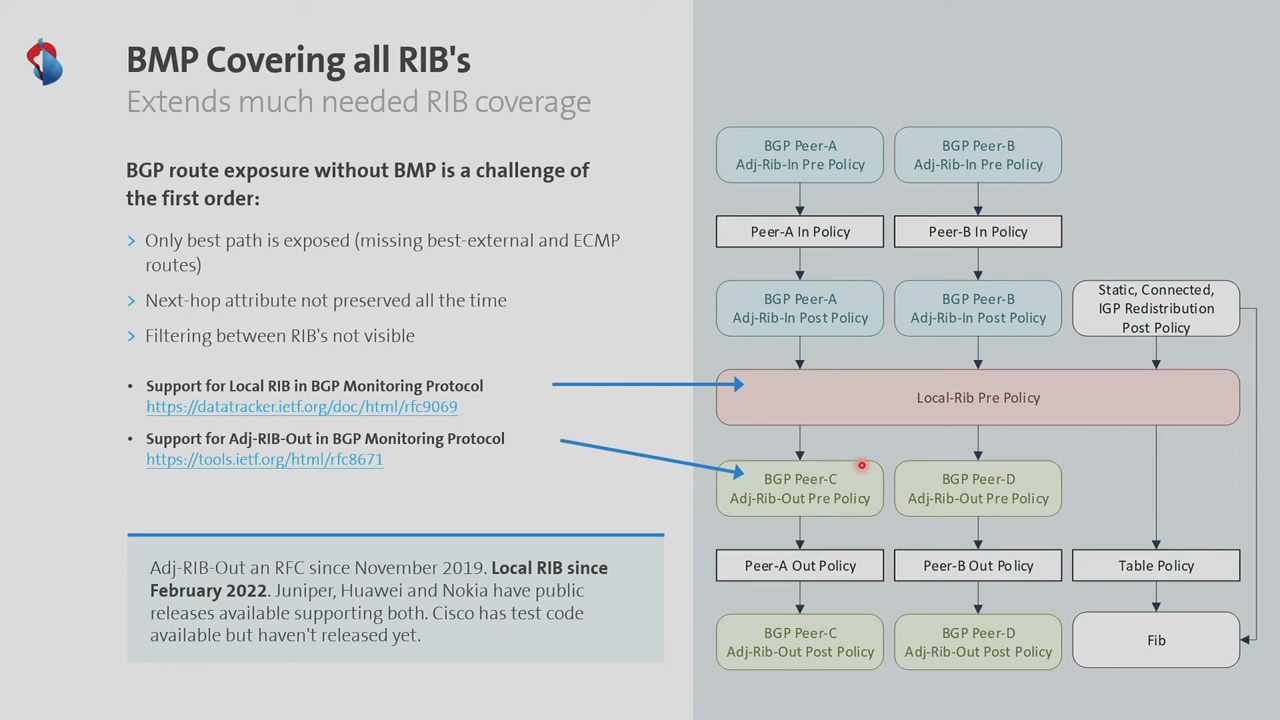 BMP Covering all RIB's
Extends much needed RIB coverage
BGP route exposure without BMP is a challenge of
the first order:
> Only best path is exposed (missing best-external and ECMP
routes)
> Next-hop attribute not preserved all the time
> Filtering between RIB's not visible
• Support for Local RIB in BGP Monitoring Protocol
https://datatracker.ietf.org/doc/html/rfc9069
• Support for Adj-RIB-Out in BGP Monitoring Protocol
https://tools.ietf.org/html/rfc8671
Adj-RIB-Out an RFC since November 2019. Local RIB since
February 2022. Juniper, Huawei and Nokia have public
releases available supporting both. Cisco has test code
available but haven't released yet.
BGP Peer-A
Adj-Rib-In Pre Policy
BGP Peer-B
Adj-Rib-In Pre Policy
Peer-A In Policy
Peer-B In Policy
BGP Peer-A
Adj-Rib-In Post Policy
BGP Peer-B
Adj-Rib-In Post Policy
Static, Connected,
IGP Redistribution
Post Policy
Local-Rib Pre Policy
BGP Peer-C
Adj-Rib-Out Pre Policy
BGP Peer-D
Adj-Rib-Out Pre Policy
Peer-A Out Policy
Peer-B Out Policy
Table Policy
BGP Peer-C
Adj-Rib-Out Post Policy
BGP Peer-D
Adj-Rib-Out Post Policy
Fib